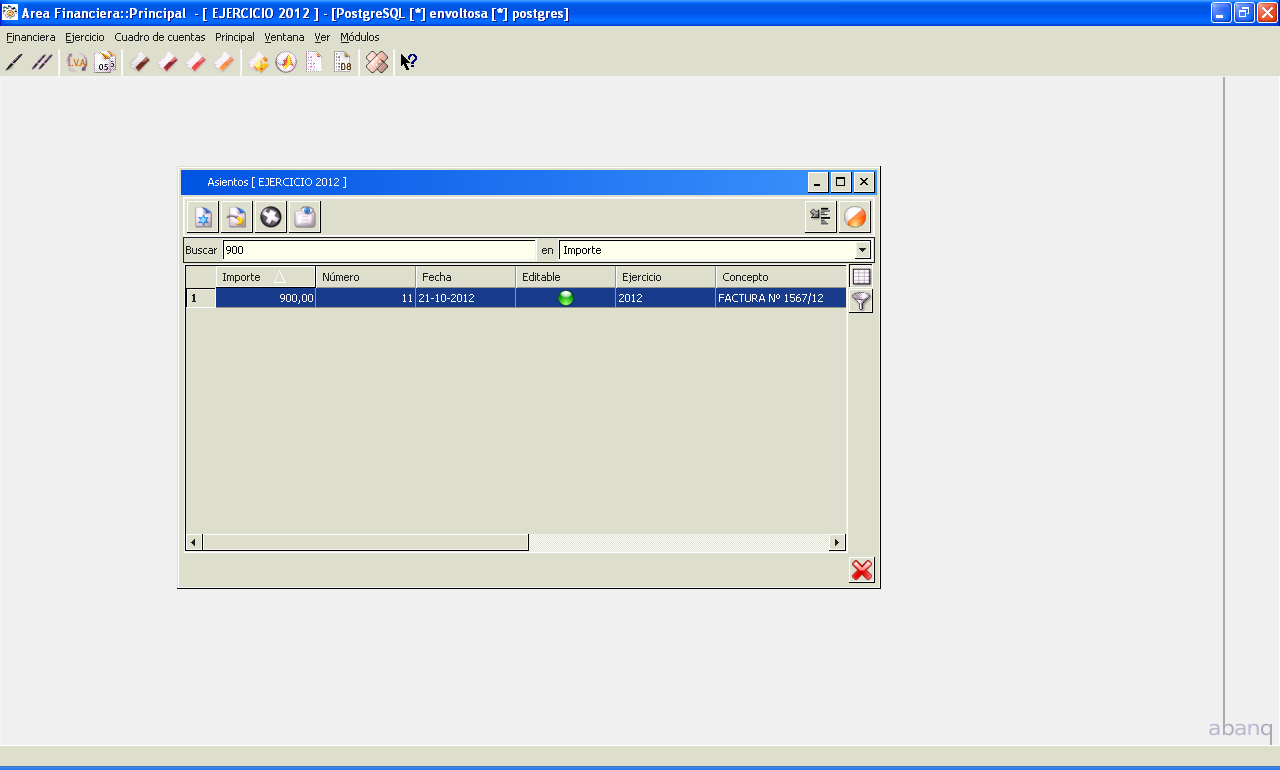 Area Financiera::Principal - [ EJERCICIO 2012 ] - [PostgreSQL [*] envoltosa [*] postgres]
Financiera Ejercicio Cuadro de cuentas Principal Ventana Ver Módulos
Asientos [ EJERCICIO 2012 ]
Buscar 900 en Importe
Importe Número Fecha Editable Ejercicio Concepto
1 900,00 11 21-10-2012 2012 FACTURA Nº 1567/12
abanq